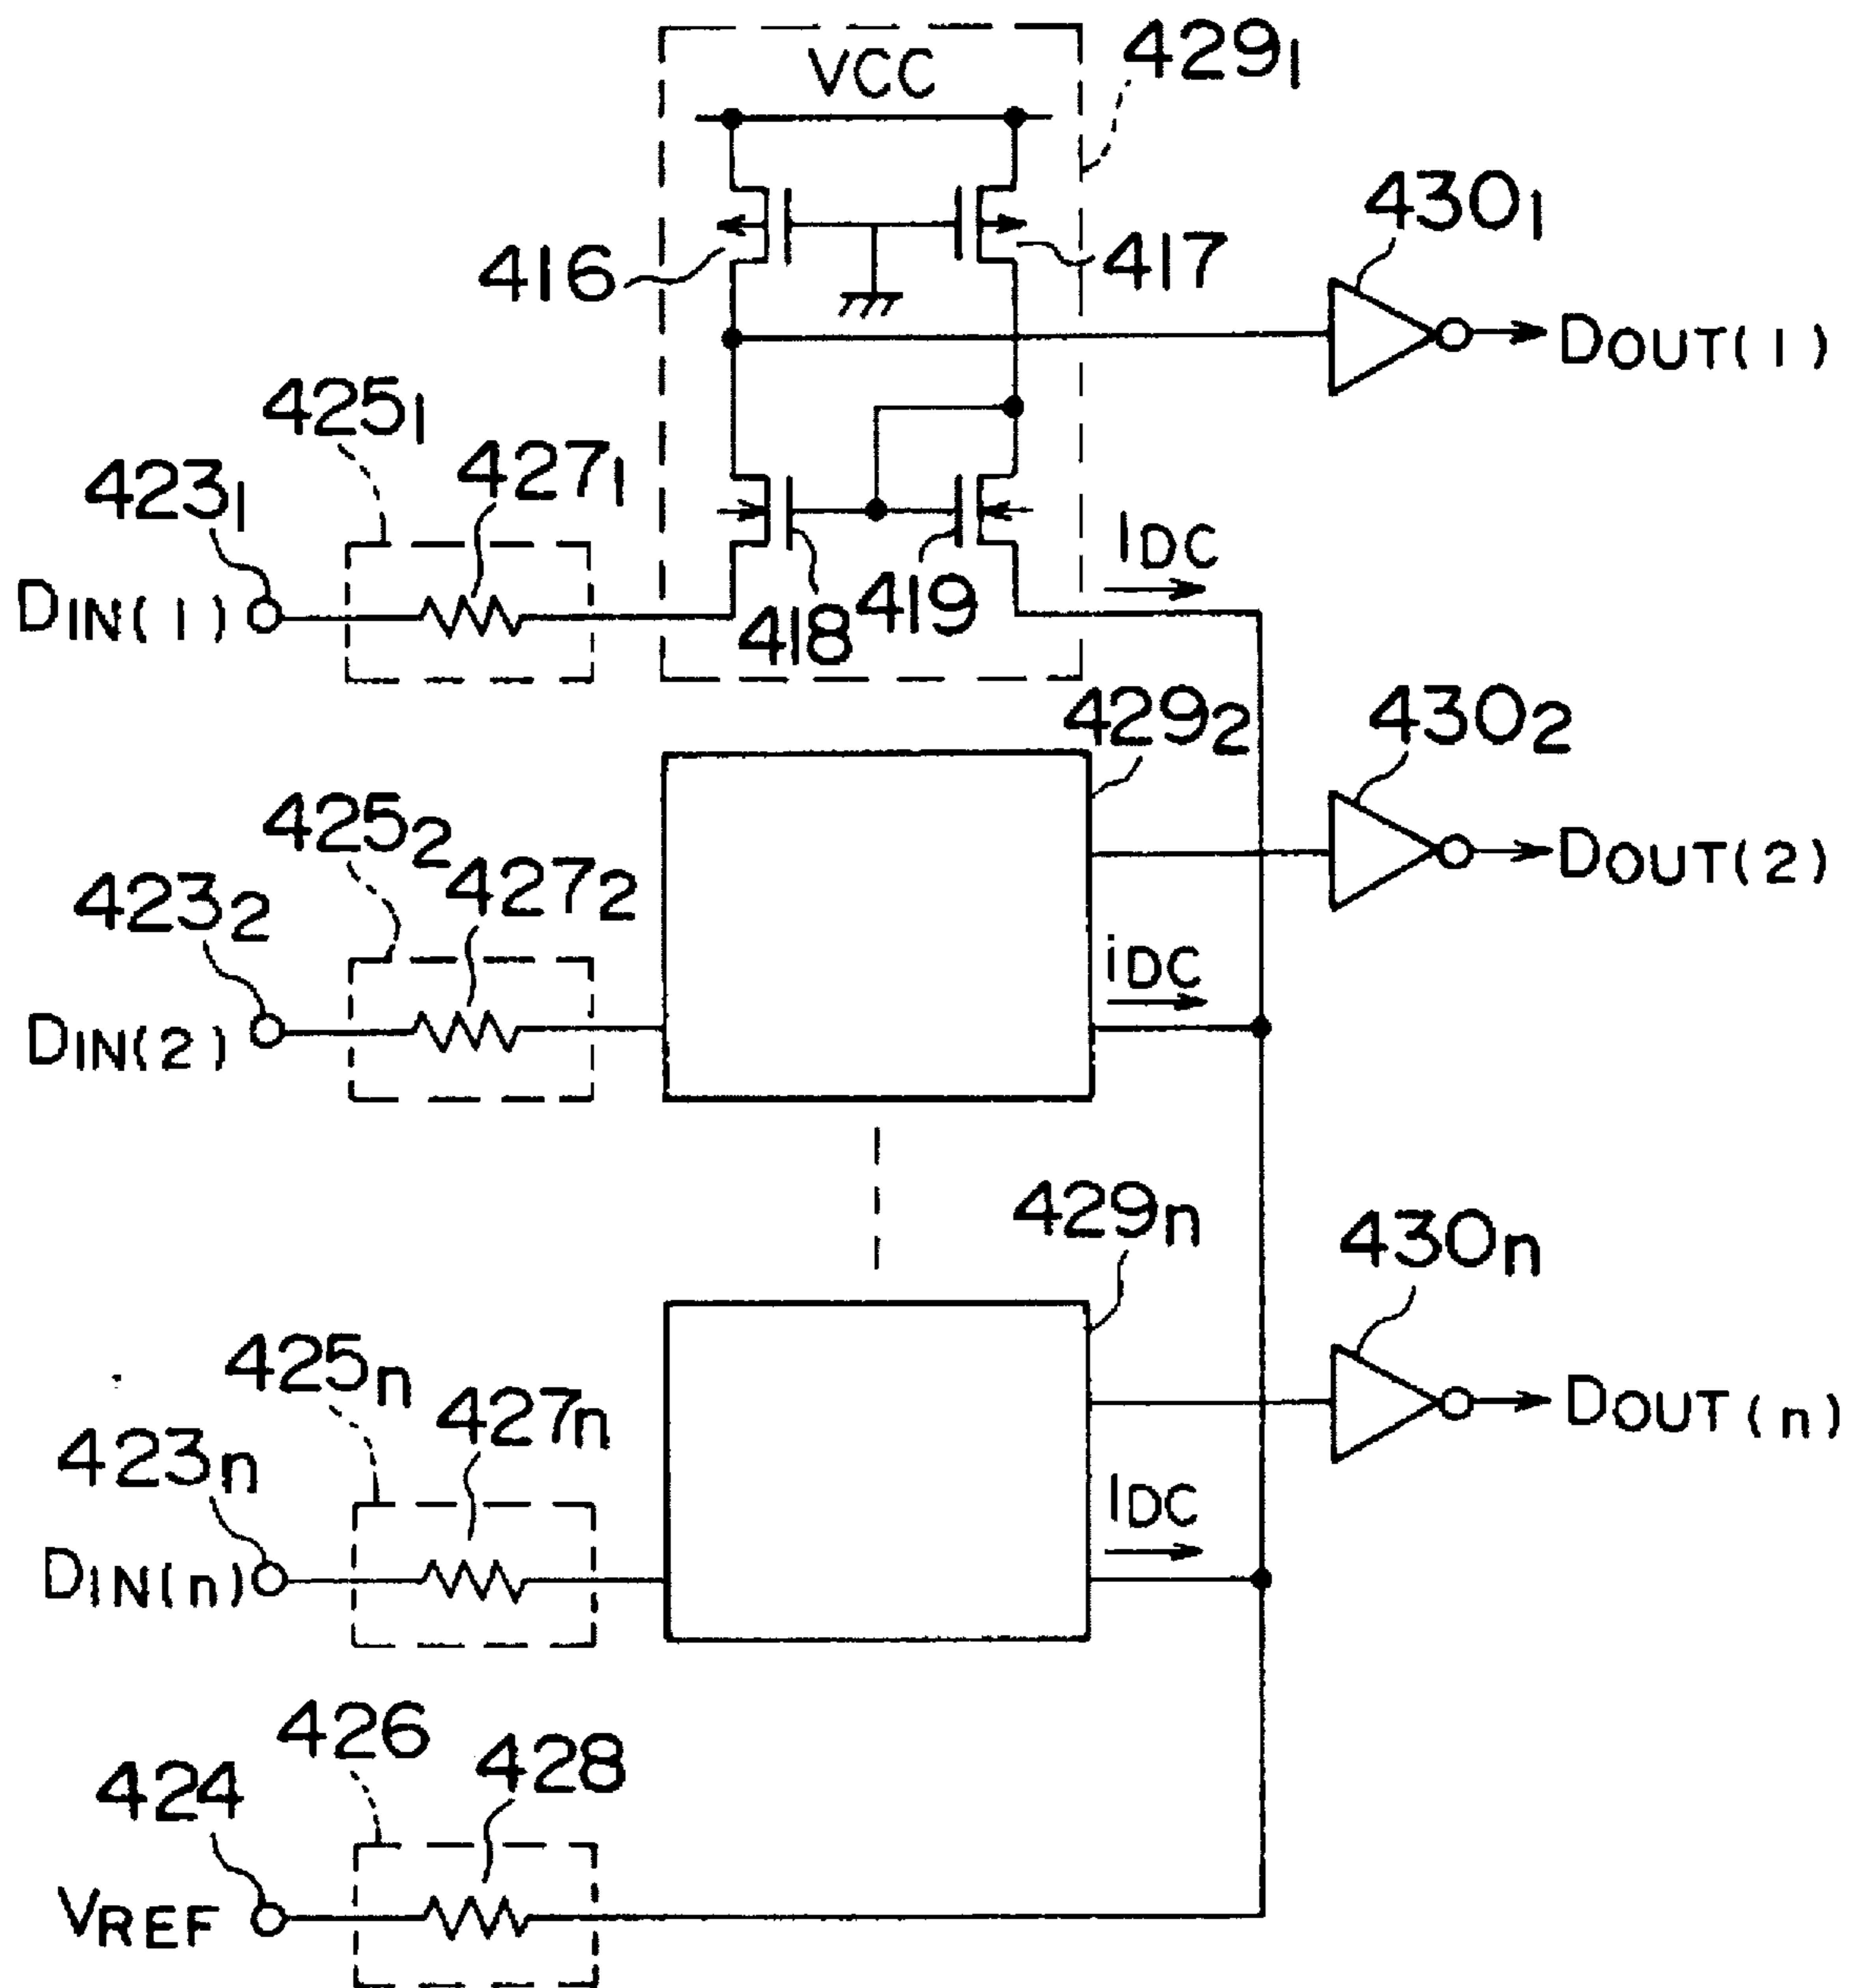 VCC
429₁
430₁
416
417
DOUT(1)
425₁
427₁
423₁
IDC
DIN(1)
418
419
429₂
430₂
425₂
427₂
DOUT(2)
423₂
iDC
DIN(2)
429n
430n
425n
427n
DOUT(n)
423n
IDC
DIN(n)
426
428
424
VREF